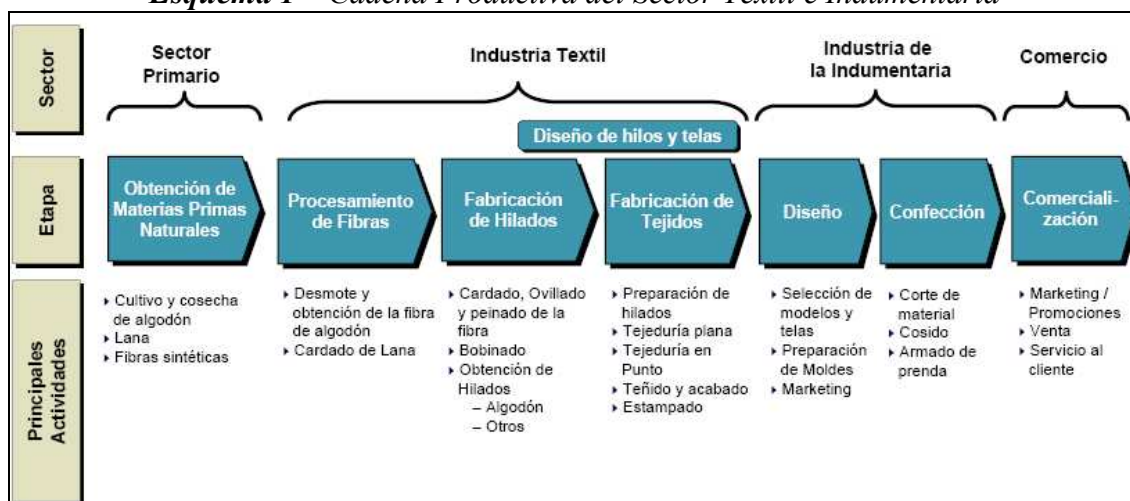 Esquema 1 – Cadena Productiva del Sector Textil e Indumentaria
Sector
Sector
Primario
Industria Textil
Industria de
la Indumentaria
Comercio
Diseño de hilos y telas
Etapa
Obtención de
Materias Primas
Naturales
Procesamiento
de Fibras
Fabricación
de Hilados
Fabricación de
Tejidos
Diseño
Confección
Comerciali-
zación
Principales
Actividades
Cultivo y cosecha
de algodón
Lana
Fibras sintéticas
Desmote y
obtención de la fibra
de algodón
Cardado de Lana
Cardado, Ovillado
y peinado de la
fibra
Bobinado
Obtención de
Hilados
– Algodón
– Otros
Preparación de
hilados
Tejeduría plana
Tejeduría en
Punto
Teñido y acabado
Estampado
Selección de
modelos y
telas
Preparación
de Moldes
Marketing
Corte de
material
Cosido
Armado de
prenda
Marketing /
Promociones
Venta
Servicio al
cliente